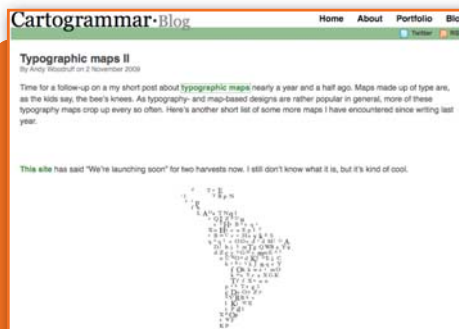 Cartogrammar·Blog
Home About Portfolio Blo
Twitter
Typographic maps II
By Andy Woodruff on 2 November 2009
Time for a follow-up on a my short post about typographic maps nearly a year and a half ago. Maps made up of type are,
as the kids say, the bee's knees. As typography- and map-based designs are rather popular in general, more of these
typography maps crop up every so often. Here's another short list of some more maps I have encountered since writing last
year.
This site has said "We're launching soon" for two harvests now. I still don't know what it is, but it's kind of cool.